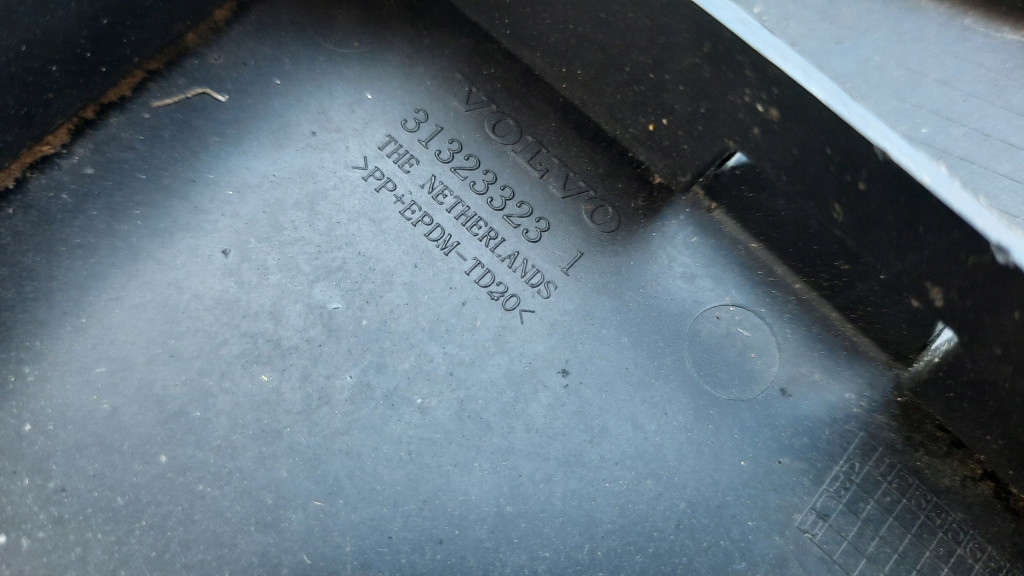 VOLVO
31323323 1
THE NETHERLANDS
>PP+EPDM-TD20<